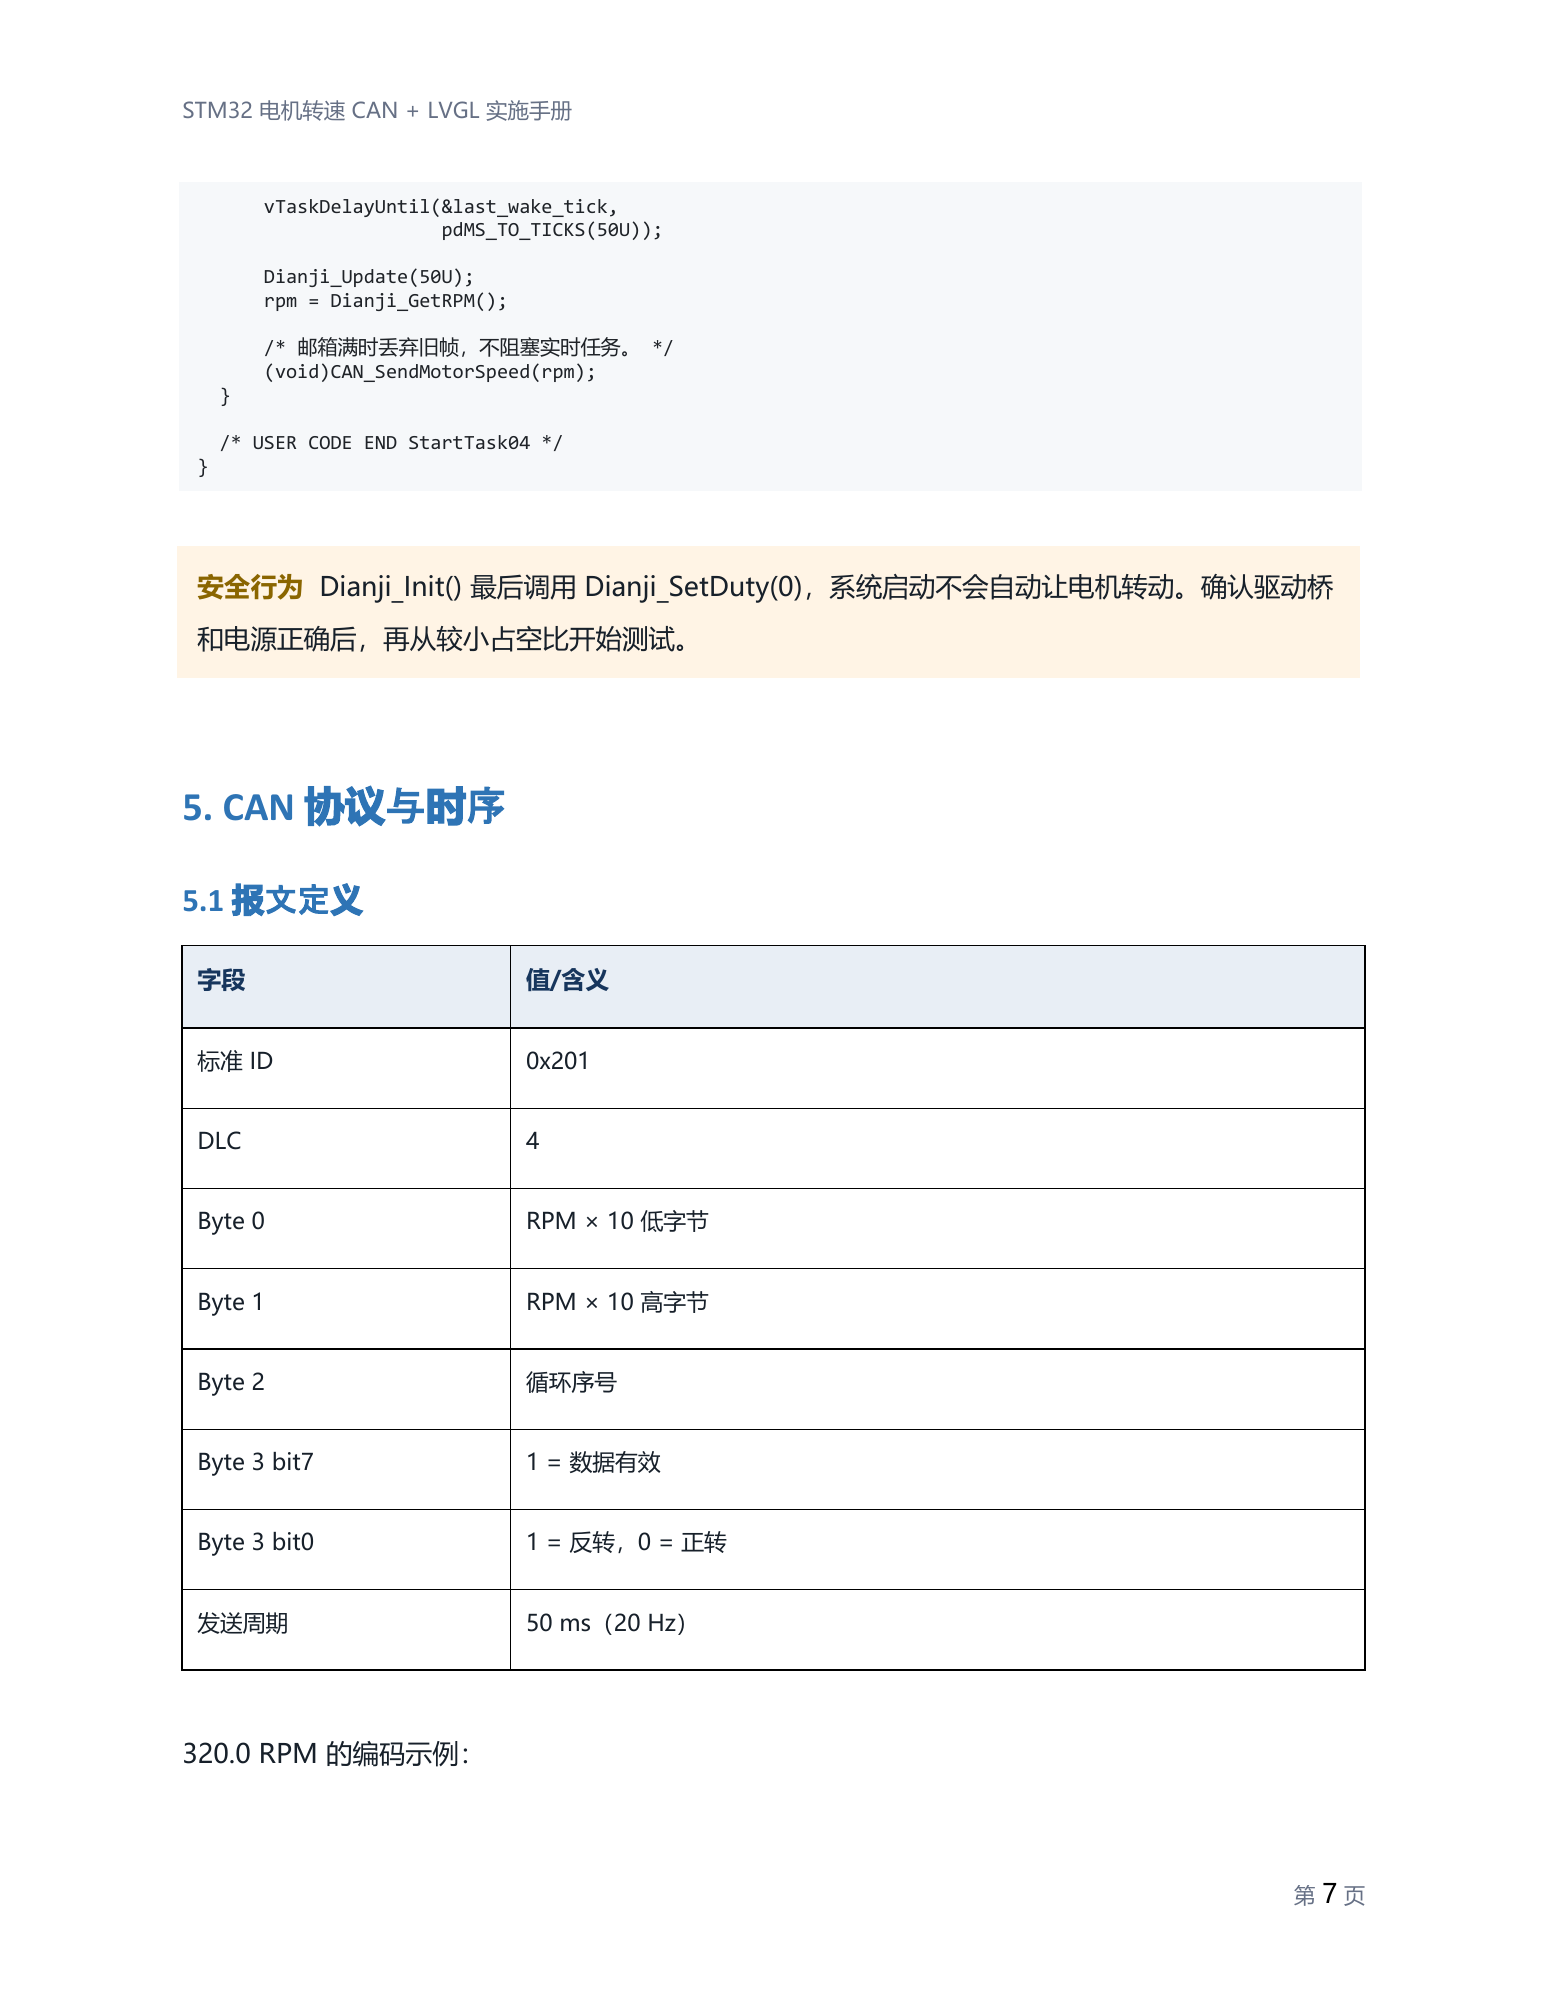 STM32 电机转速 CAN + LVGL 实施手册
vTaskDelayUntil(&last_wake_tick,
pdMS_TO_TICKS(50U));
Dianji_Update(50U);
rpm = Dianji_GetRPM();
/* 邮箱满时丢弃旧帧，不阻塞实时任务。 */
(void)CAN_SendMotorSpeed(rpm);
}
/* USER CODE END StartTask04 */
}
安全行为 Dianji_Init() 最后调用 Dianji_SetDuty(0)，系统启动不会自动让电机转动。确认驱动桥
和电源正确后，再从较小占空比开始测试。
5. CAN 协议与时序
5.1 报文定义
字段 值/含义
标准 ID 0x201
DLC 4
Byte 0 RPM × 10 低字节
Byte 1 RPM × 10 高字节
Byte 2 循环序号
Byte 3 bit7 1 = 数据有效
Byte 3 bit0 1 = 反转，0 = 正转
发送周期 50 ms（20 Hz）
320.0 RPM 的编码示例：
第 7 页